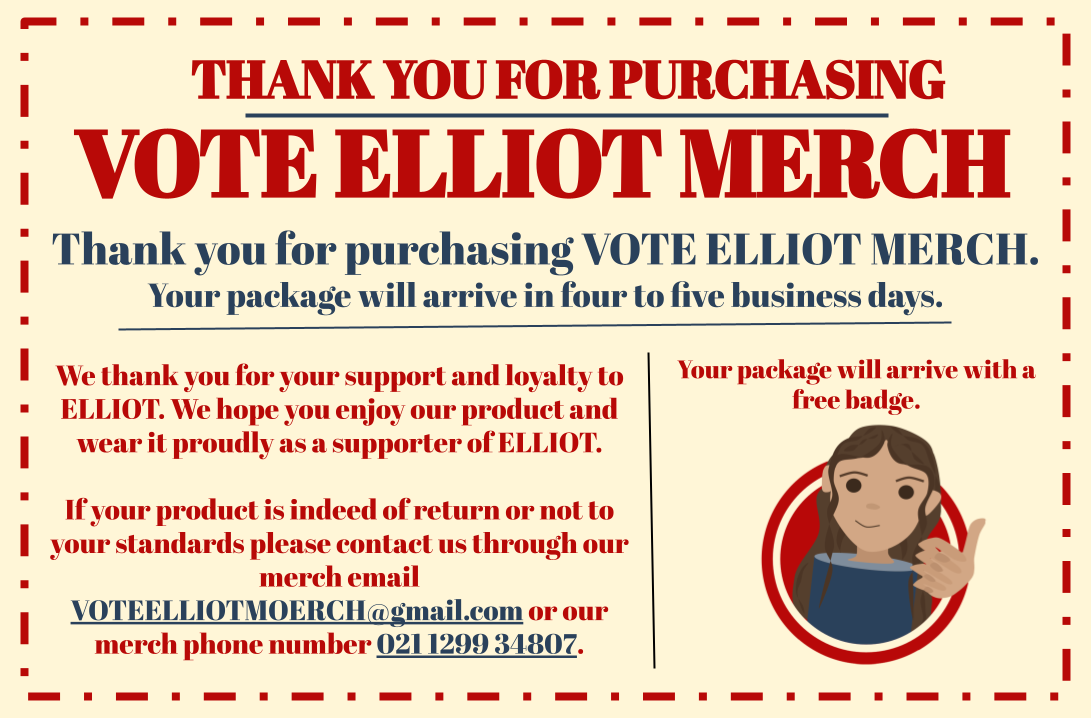 THANK YOU FOR PURCHASING
VOTE ELLIOT MERCH
Thank you for purchasing VOTE ELLIOT MERCH.
Your package will arrive in four to five business days.
We thank you for your support and loyalty to
ELLIOT. We hope you enjoy our product and
wear it proudly as a supporter of ELLIOT.
If your product is indeed of return or not to
your standards please contact us through our
merch email
VOTEELLIOTMOERCH@gmail.com or our
merch phone number 021 1299 34807.
Your package will arrive with a
free badge.